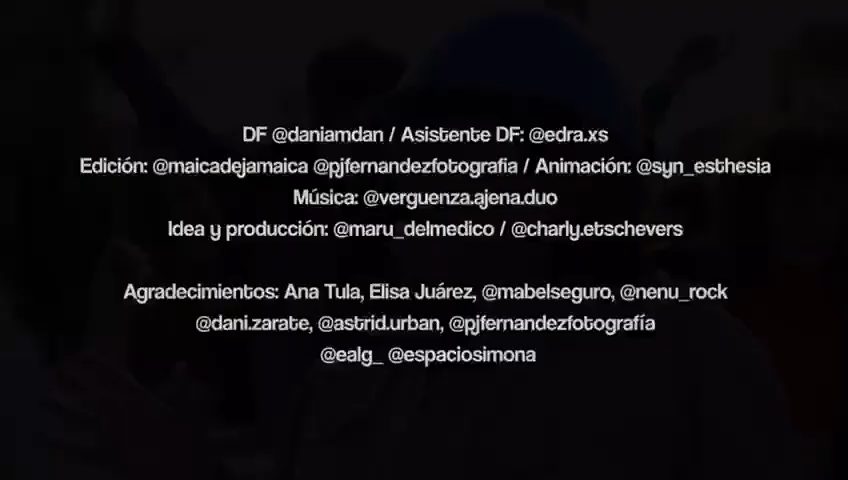 DF @daniamdan / Asistente DF: @edra.xs
Edición: @maicadejamaica @pjfernandezfotografia / Animación: @syn_esthesia
Música: @verguenza.ajena.duo
Idea y producción: @maru_delmedico / @charly.etschevers
Agradecimientos: Ana Tula, Elisa Juárez, @mabelseguro, @nenu_rock
@dani.zarate, @astrid.urban, @pjfernandezfotografía
@ealg_ @espaciosimona